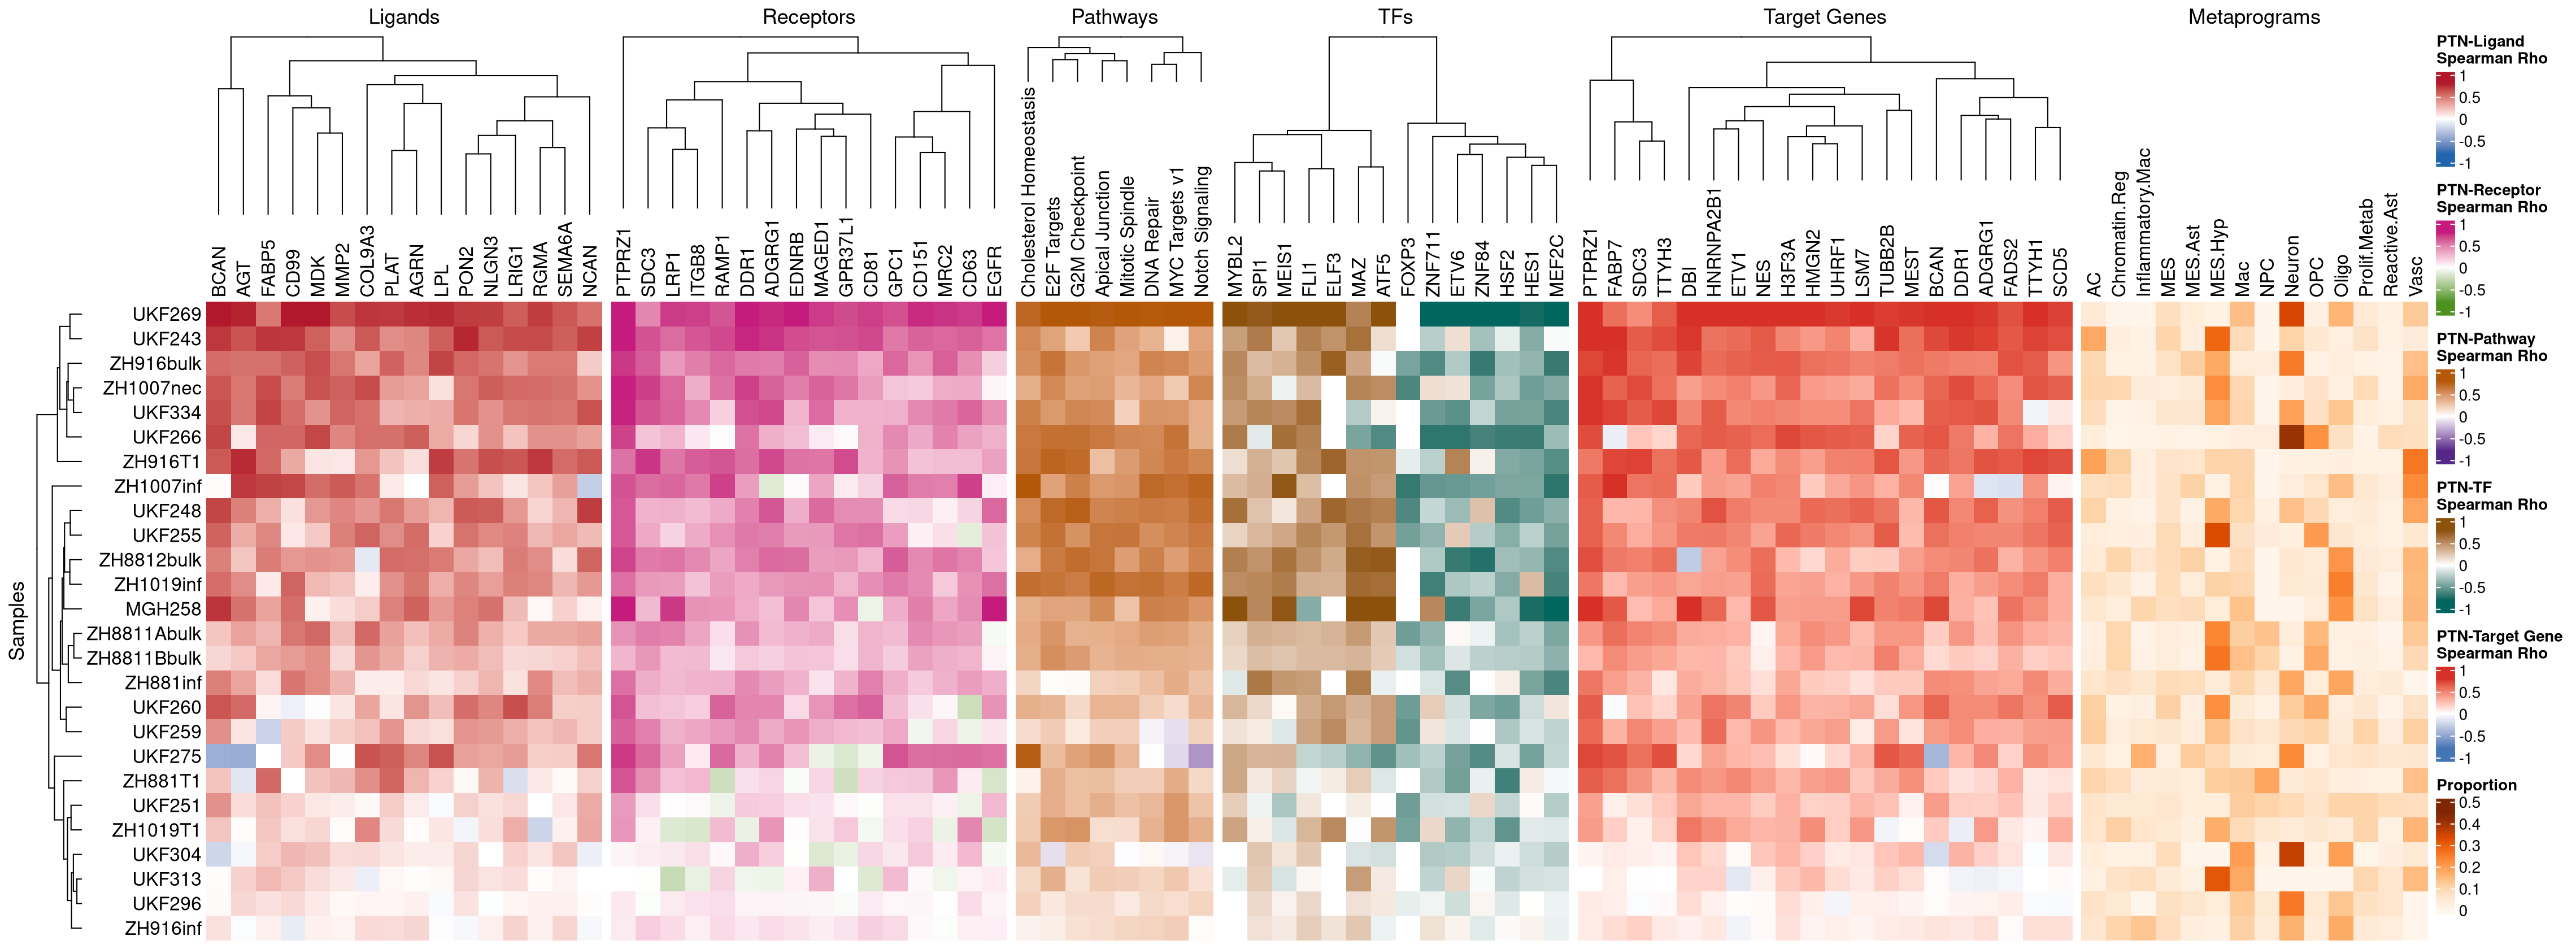 Ligands
Receptors
Pathways
TFs
Target Genes
Metaprograms
BCAN
AGT
FABP5
CD99
MDK
MMP2
COL9A3
PLAT
AGRN
LPL
PON2
NLGN3
LRIG1
RGMA
SEMA6A
NCAN
PTPRZ1
SDC3
LRP1
ITGB8
RAMP1
DDR1
ADGRG1
EDNRB
MAGED1
GPR37L1
CD81
GPC1
CD151
MRC2
CD63
EGFR
Cholesterol Homeostasis
E2F Targets
G2M Checkpoint
Apical Junction
Mitotic Spindle
DNA Repair
MYC Targets v1
Notch Signaling
MYBL2
SPI1
MEIS1
FLI1
ELF3
MAZ
ATF5
FOXP3
ZNF711
ETV6
ZNF84
HSF2
HES1
MEF2C
PTPRZ1
FABP7
SDC3
TTYH3
DBI
HNRNPA2B1
ETV1
NES
H3F3A
HMGN2
UHRF1
LSM7
TUBB2B
MEST
BCAN
DDR1
ADGRG1
FADS2
TTYH1
SCD5
AC
Chromatin.Reg
Inflammatory.Mac
MES
MES.Ast
MES.Hyp
Mac
NPC
Neuron
OPC
Oligo
Prolif.Metab
Reactive.Ast
Vasc
Samples
UKF269
UKF243
ZH916bulk
ZH1007nec
UKF334
UKF266
ZH916T1
ZH1007inf
UKF248
UKF255
ZH8812bulk
ZH1019inf
MGH258
ZH8811Abulk
ZH8811Bbulk
ZH881inf
UKF260
UKF259
UKF275
ZH881T1
UKF251
ZH1019T1
UKF304
UKF313
UKF296
ZH916inf
PTN-Ligand
Spearman Rho
1
0.5
0
-0.5
-1
PTN-Receptor
Spearman Rho
1
0.5
0
-0.5
-1
PTN-Pathway
Spearman Rho
1
0.5
0
-0.5
-1
PTN-TF
Spearman Rho
1
0.5
0
-0.5
-1
PTN-Target Gene
Spearman Rho
1
0.5
0
-0.5
-1
Proportion
0.5
0.4
0.3
0.2
0.1
0